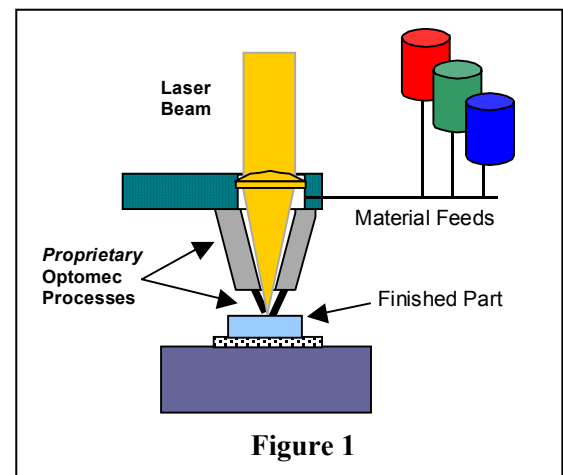 Laser
Beam
Material Feeds
Proprietary
Optomec
Processes
Finished Part
Figure 1